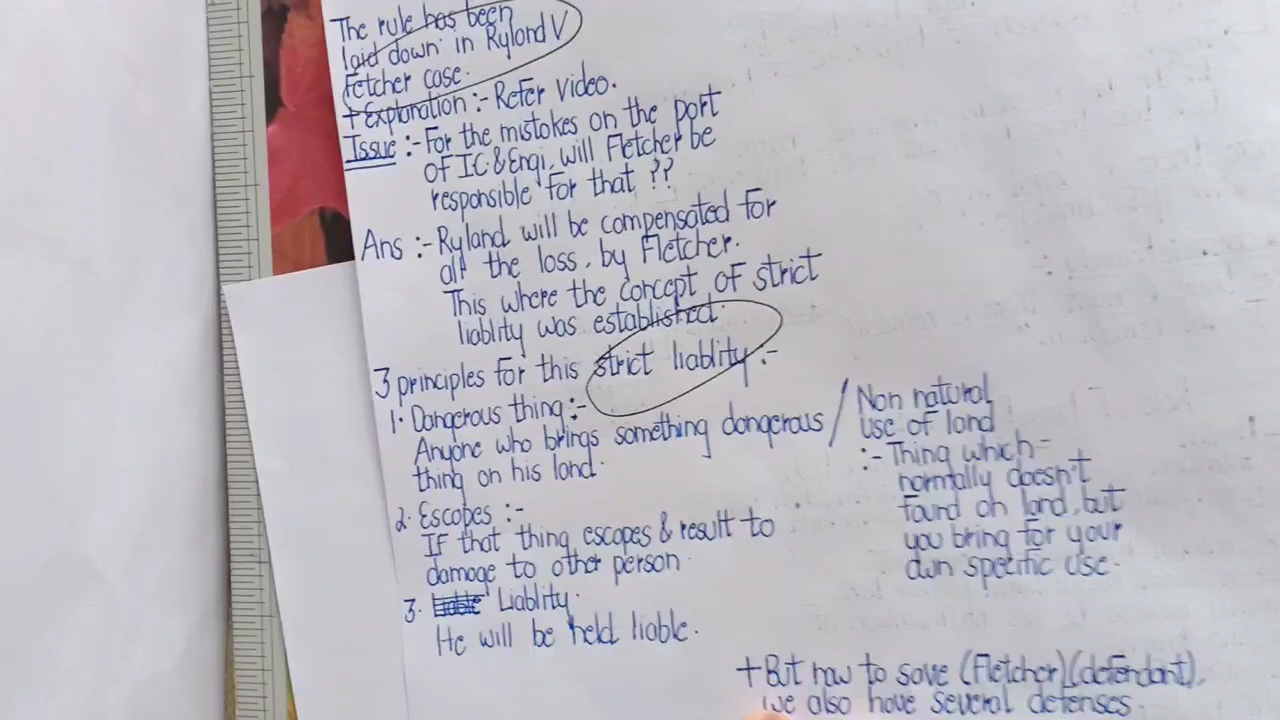 The rule has been
laid down in Ryland V
Fetcher case.
+ Explanation :- Refer video.
Issue :- For the mistakes on the part
of IC & Engi, will Fletcher be
responsible for that ??
Ans :- Ryland will be compensated for
all the loss, by Fletcher.
This where the concept of strict
liablity was established.
3 principles for this strict liablity :-
1. Dangerous thing :-
Anyone who brings something dangerous /
thing on his land.
Non natural
use of land
:- Thing which
normally doesn't
found on land, but
you bring for your
own specific use.
2. Escapes :-
If that thing escapes & result to
damage to other person.
3. Liablity.
He will be held liable.
+ But how to save (Fletcher) (defendant),
we also have several defenses.